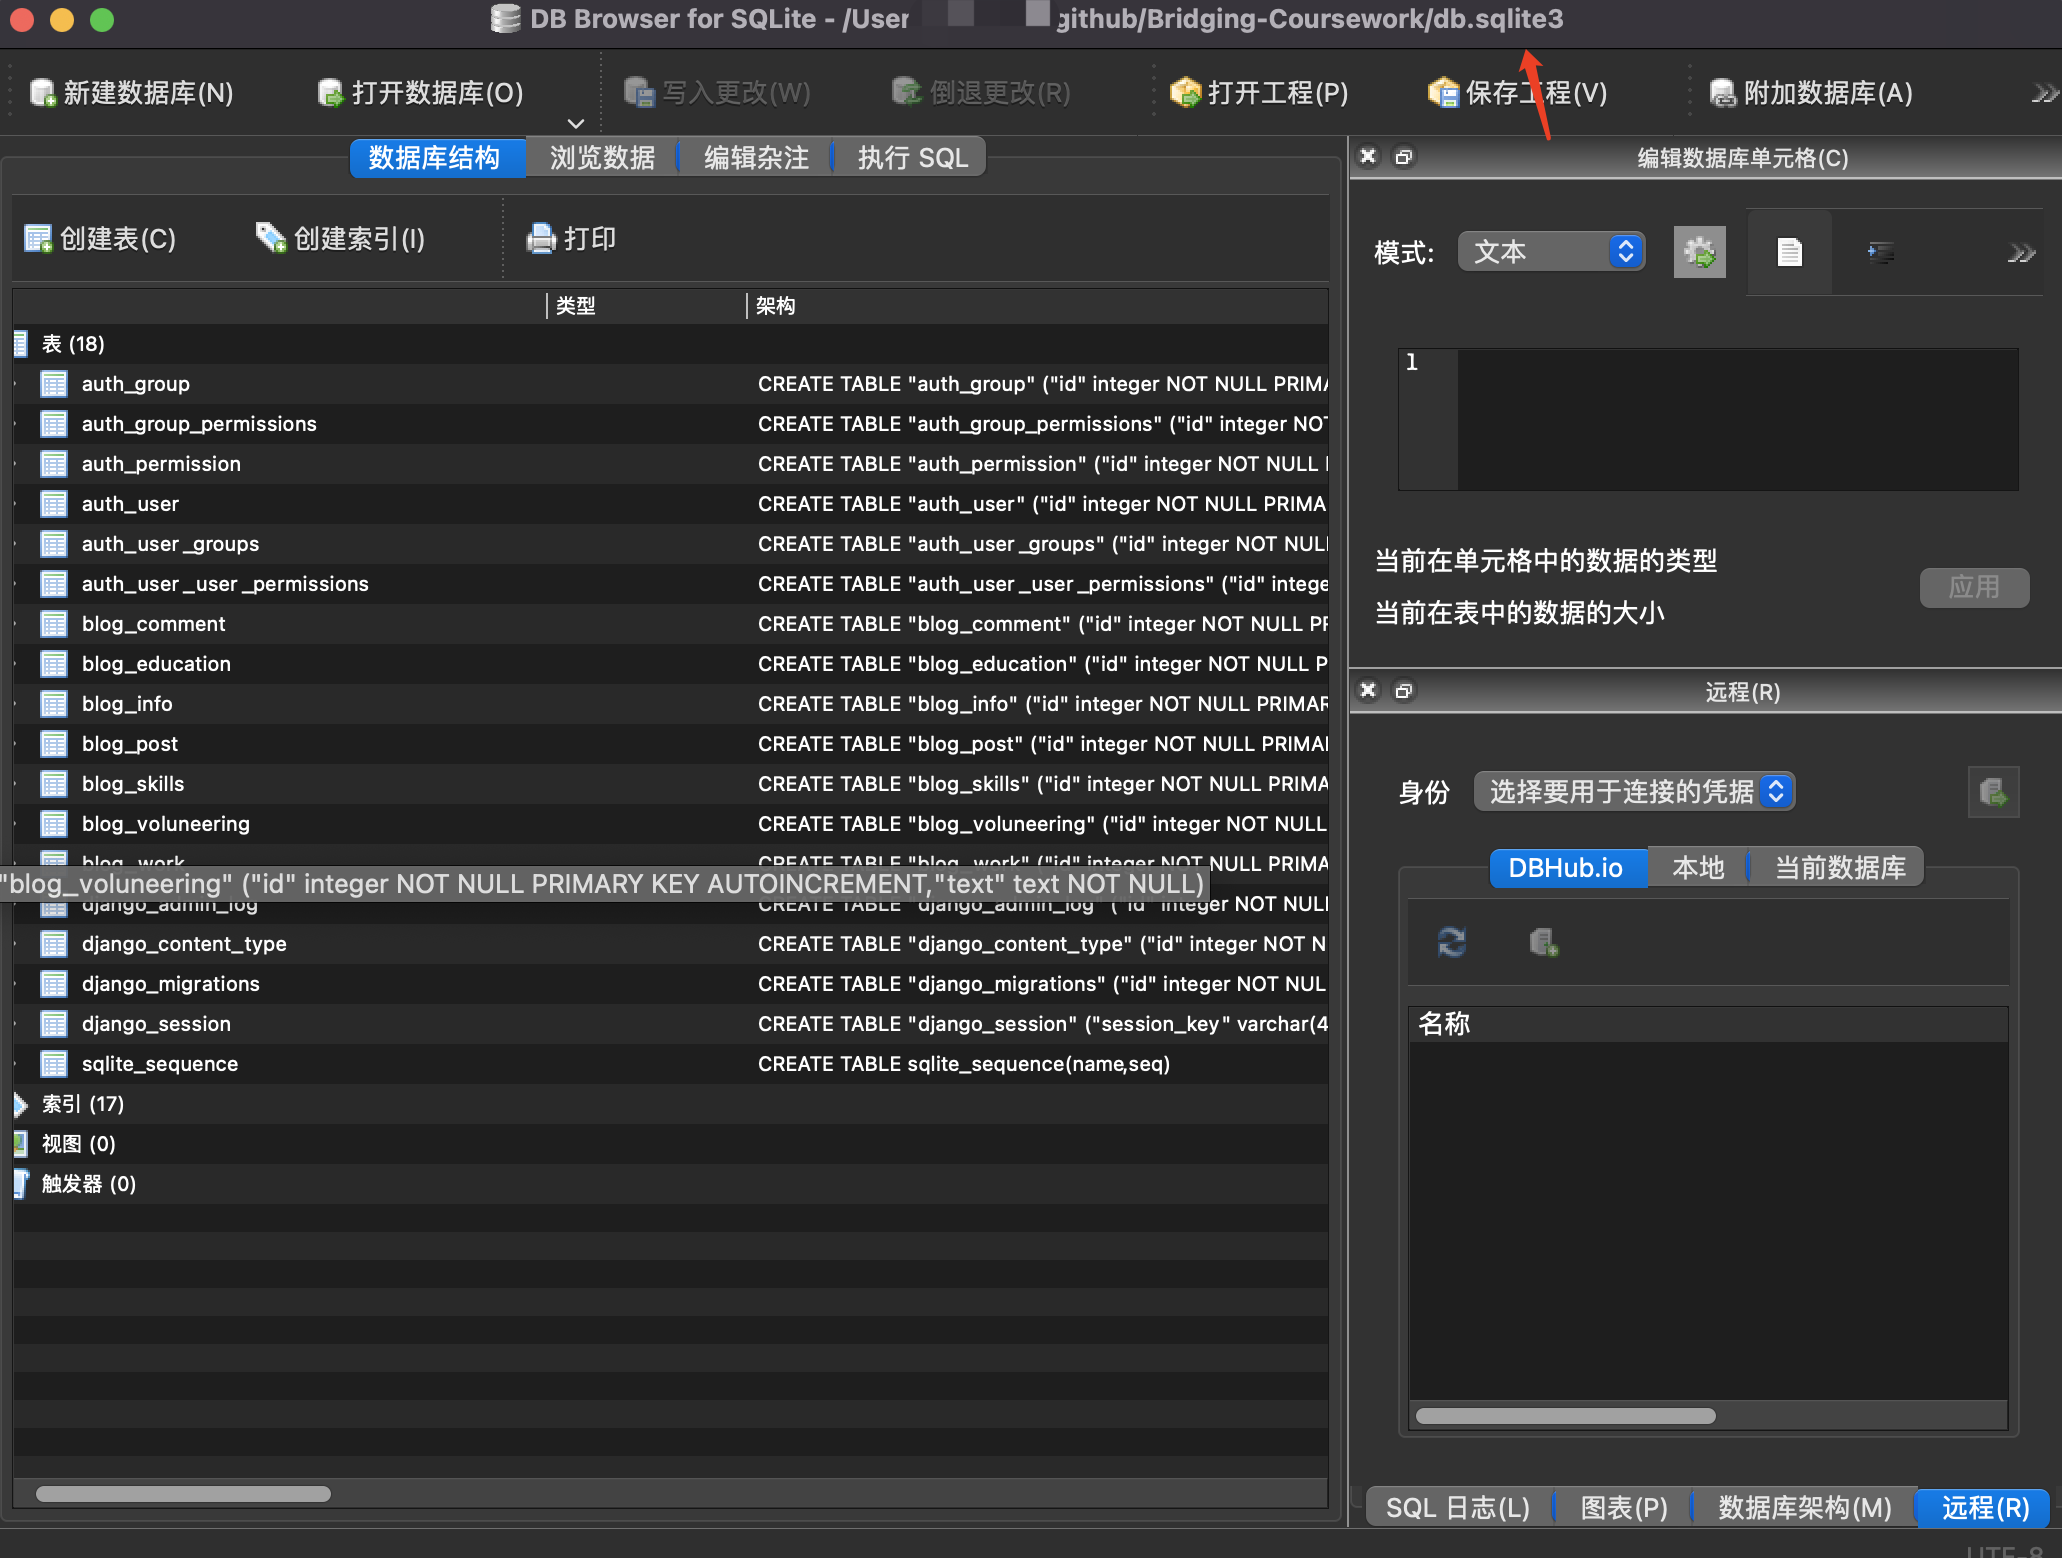 DB Browser for SQLite - /User github/Bridging-Coursework/db.sqlite3
新建数据库(N) 打开数据库(O) 写入更改(W) 倒退更改(R) 打开工程(P) 保存工程(V) 附加数据库(A)
数据库结构 浏览数据 编辑杂注 执行 SQL
创建表(C) 创建索引(I) 打印
类型 架构
表 (18)
auth_group CREATE TABLE "auth_group" ("id" integer NOT NULL PRIMA
auth_group_permissions CREATE TABLE "auth_group_permissions" ("id" integer NOT
auth_permission CREATE TABLE "auth_permission" ("id" integer NOT NULL
auth_user CREATE TABLE "auth_user" ("id" integer NOT NULL PRIMA
auth_user_groups CREATE TABLE "auth_user_groups" ("id" integer NOT NULL
auth_user_user_permissions CREATE TABLE "auth_user_user_permissions" ("id" intege
blog_comment CREATE TABLE "blog_comment" ("id" integer NOT NULL PR
blog_education CREATE TABLE "blog_education" ("id" integer NOT NULL P
blog_info CREATE TABLE "blog_info" ("id" integer NOT NULL PRIMAR
blog_post CREATE TABLE "blog_post" ("id" integer NOT NULL PRIMAI
blog_skills CREATE TABLE "blog_skills" ("id" integer NOT NULL PRIMA
blog_voluneering CREATE TABLE "blog_voluneering" ("id" integer NOT NULL
blog_work CREATE TABLE "blog_work" ("id" integer NOT NULL PRIMA
"blog_voluneering" ("id" integer NOT NULL PRIMARY KEY AUTOINCREMENT,"text" text NOT NULL)
django_admin_log CREATE TABLE "django_admin_log" ("id" integer NOT NULL
django_content_type CREATE TABLE "django_content_type" ("id" integer NOT N
django_migrations CREATE TABLE "django_migrations" ("id" integer NOT NUL
django_session CREATE TABLE "django_session" ("session_key" varchar(4
sqlite_sequence CREATE TABLE sqlite_sequence(name,seq)
索引 (17)
视图 (0)
触发器 (0)
编辑数据库单元格(C)
模式: 文本
1
当前在单元格中的数据的类型
当前在表中的数据的大小
应用
远程(R)
身份 选择要用于连接的凭据
DBHub.io 本地 当前数据库
名称
SQL 日志(L) 图表(P) 数据库架构(M) 远程(R)
UTF-8